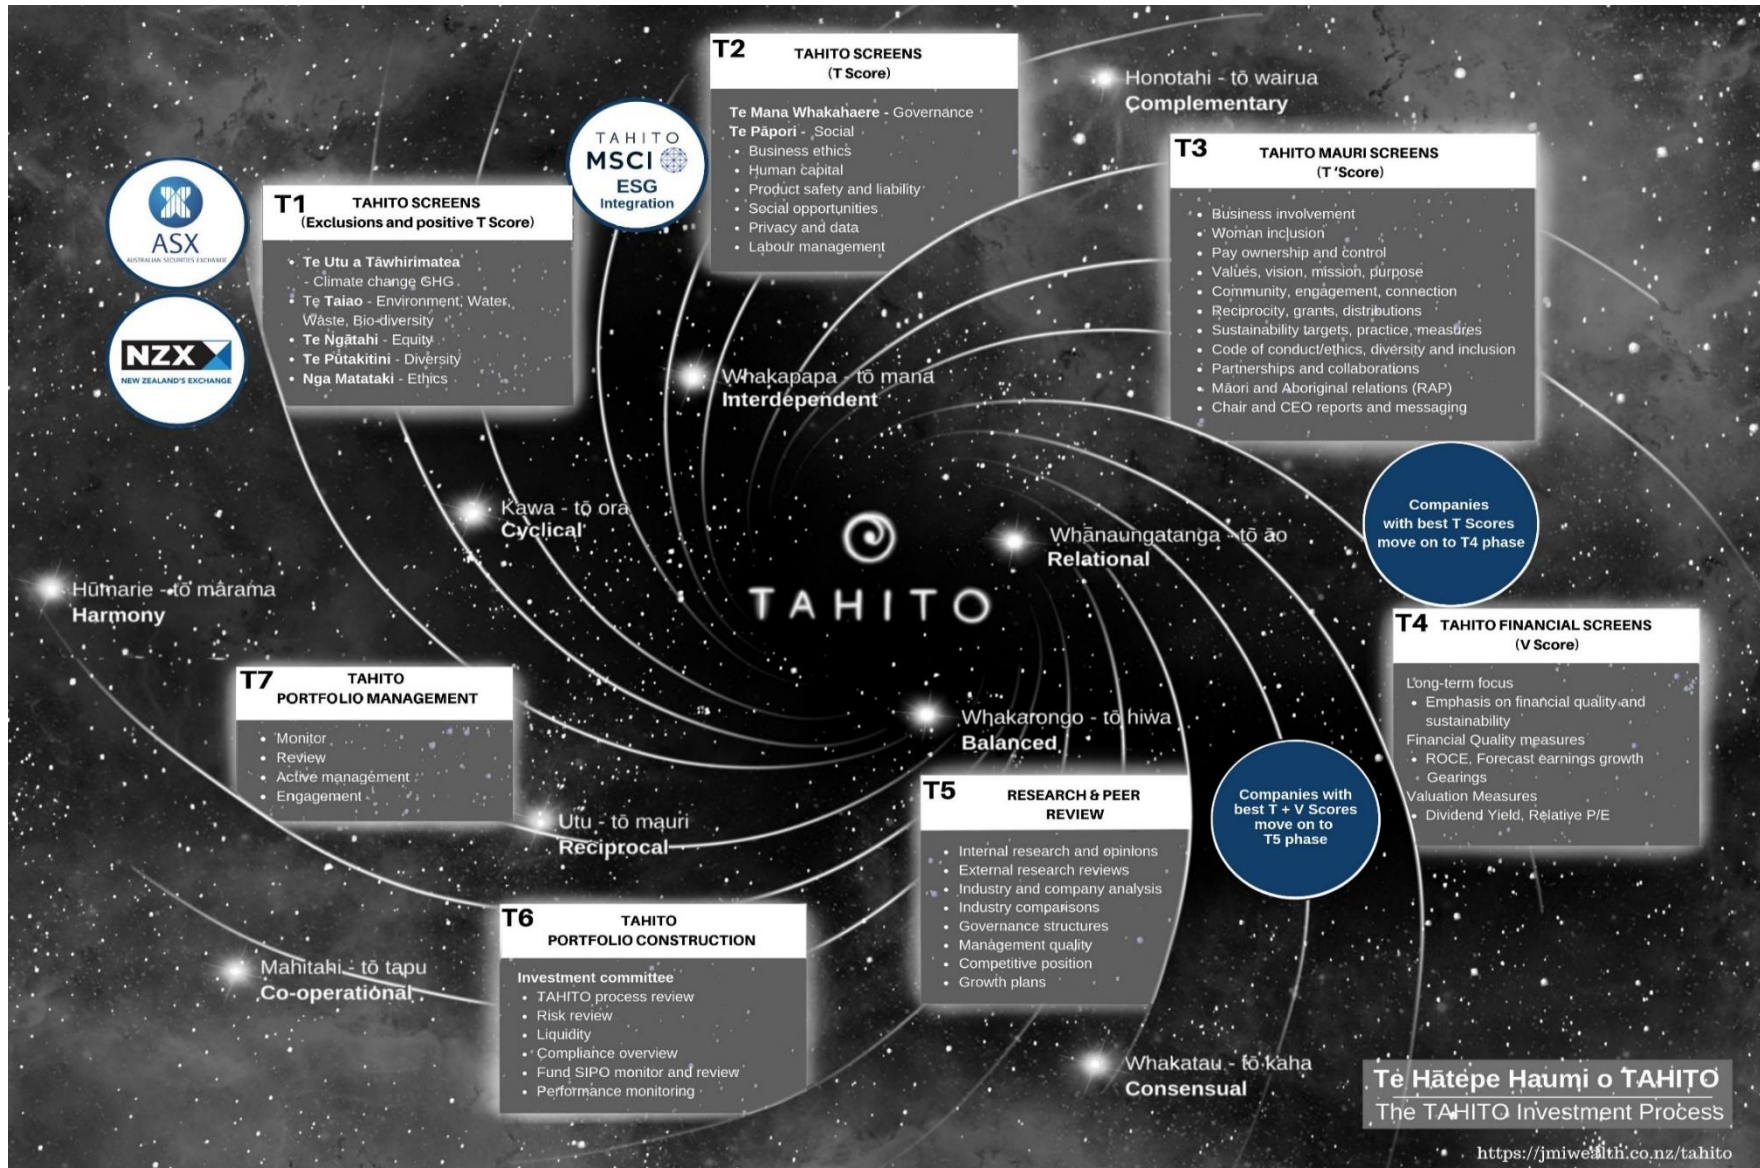 T1
TAHITO SCREENS
(Exclusions and positive T Score)
• Te Utu a Tāwhirimatea
- Climate change GHG
• Te Taiao - Environment, Water,
Waste, Bio-diversity
• Te Ngātahi - Equity
• Te Pūtakitini - Diversity
• Nga Matataki - Ethics
ASX
AUSTRALIAN SECURITIES EXCHANGE
NZX
NEW ZEALAND'S EXCHANGE
TAHITO
MSCI
ESG
Integration
T2
TAHITO SCREENS
(T Score)
Te Mana Whakahaere - Governance
Te Pāpori - Social
• Business ethics
• Human capital
• Product safety and liability
• Social opportunities
• Privacy and data
• Labour management
Honotahi - tō wairua
Complementary
T3
TAHITO MAURI SCREENS
(T 'Score)
• Business involvement
• Woman inclusion
• Pay ownership and control
• Values, vision, mission, purpose
• Community, engagement, connection
• Reciprocity, grants, distributions
• Sustainability targets, practice, measures
• Code of conduct/ethics, diversity and inclusion
• Partnerships and collaborations
• Māori and Aboriginal relations (RAP)
• Chair and CEO reports and messaging
Whakapapa - tō mana
Interdependent
Kawa - tō ora
Cyclical
Hūmarie - tō mārama
Harmony
TAHITO
Whānaungatanga - tō āo
Relational
Companies
with best T Scores
move on to T4 phase
T4
TAHITO FINANCIAL SCREENS
(V Score)
Long-term focus
• Emphasis on financial quality and
sustainability
Financial Quality measures
• ROCE, Forecast earnings growth
Gearings
Valuation Measures
• Dividend Yield, Relative P/E
Whakarongo - tō hiwa
Balanced
Companies with
best T + V Scores
move on to
T5 phase
T5
RESEARCH & PEER
REVIEW
• Internal research and opinions
• External research reviews
• Industry and company analysis
• Industry comparisons
• Governance structures
• Management quality
• Competitive position
• Growth plans
T7
TAHITO
PORTFOLIO MANAGEMENT
• Monitor
• Review
• Active management
• Engagement
Utu - tō mauri
Reciprocal
T6
TAHITO
PORTFOLIO CONSTRUCTION
Investment committee
• TAHITO process review
• Risk review
• Liquidity
• Compliance overview
• Fund SIPO monitor and review
• Performance monitoring
Mahitahi - tō tapu
Co-operational
Whakatau - tō kaha
Consensual
Te Hātepe Haumi o TAHITO
The TAHITO Investment Process
https://jmiwealth.co.nz/tahito